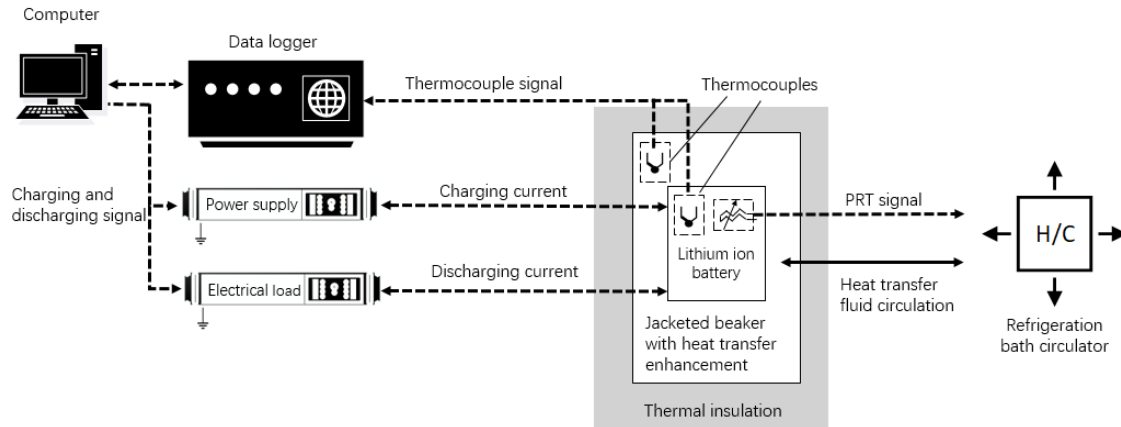 Computer
Data logger
Thermocouple signal
Thermocouples
Charging and
discharging signal
Power supply
Charging current
PRT signal
H/C
Lithium ion
battery
Electrical load
Discharging current
Heat transfer
fluid circulation
Jacketed beaker
with heat transfer
enhancement
Refrigeration
bath circulator
Thermal insulation